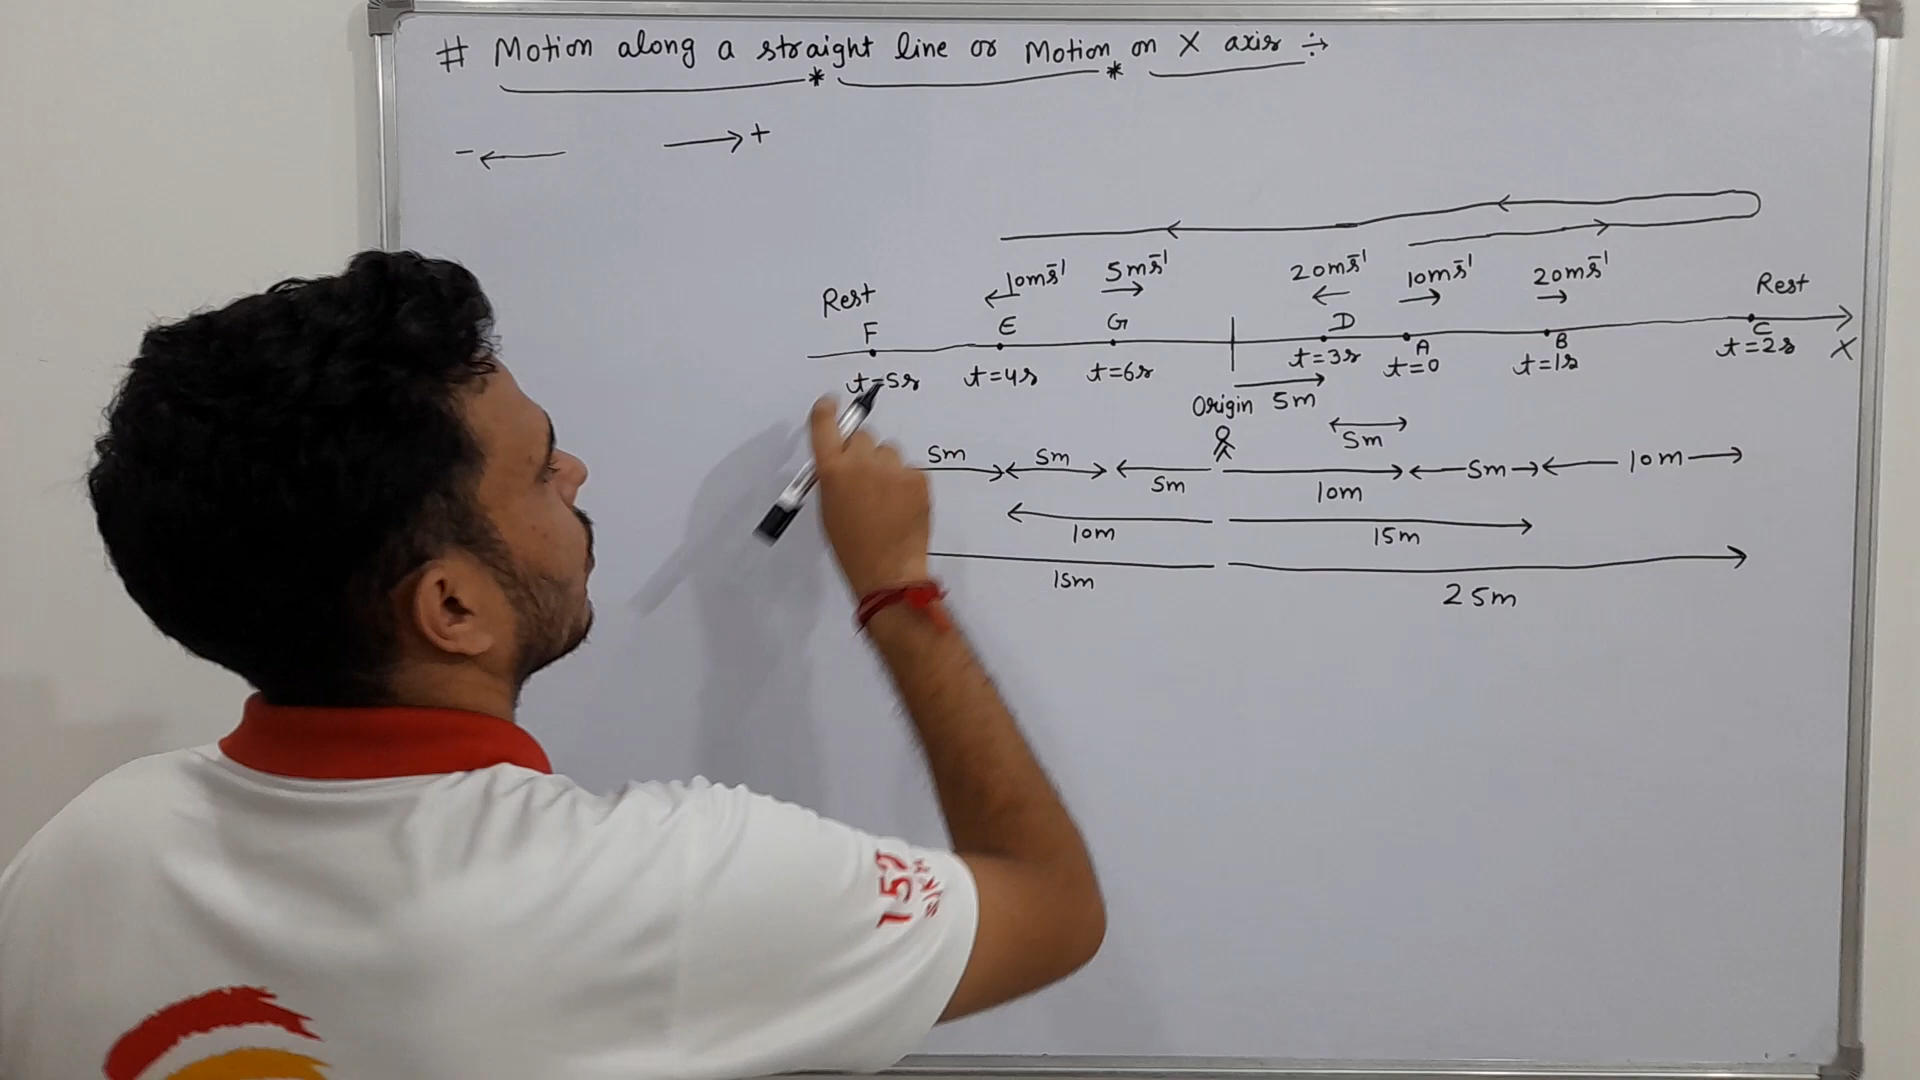 # Motion along a straight line or Motion on X axis ÷
* *
- ← → +
Rest ←10ms⁻¹ 5ms⁻¹ → 20ms⁻¹ ← 10ms⁻¹ → 20ms⁻¹ → Rest
F E G D A B C
t=5s t=4s t=6s t=3s t=0 t=1s t=2s X
Origin 5m
5m
5m 5m 5m 10m 5m 10m
10m 15m
15m 25m
157